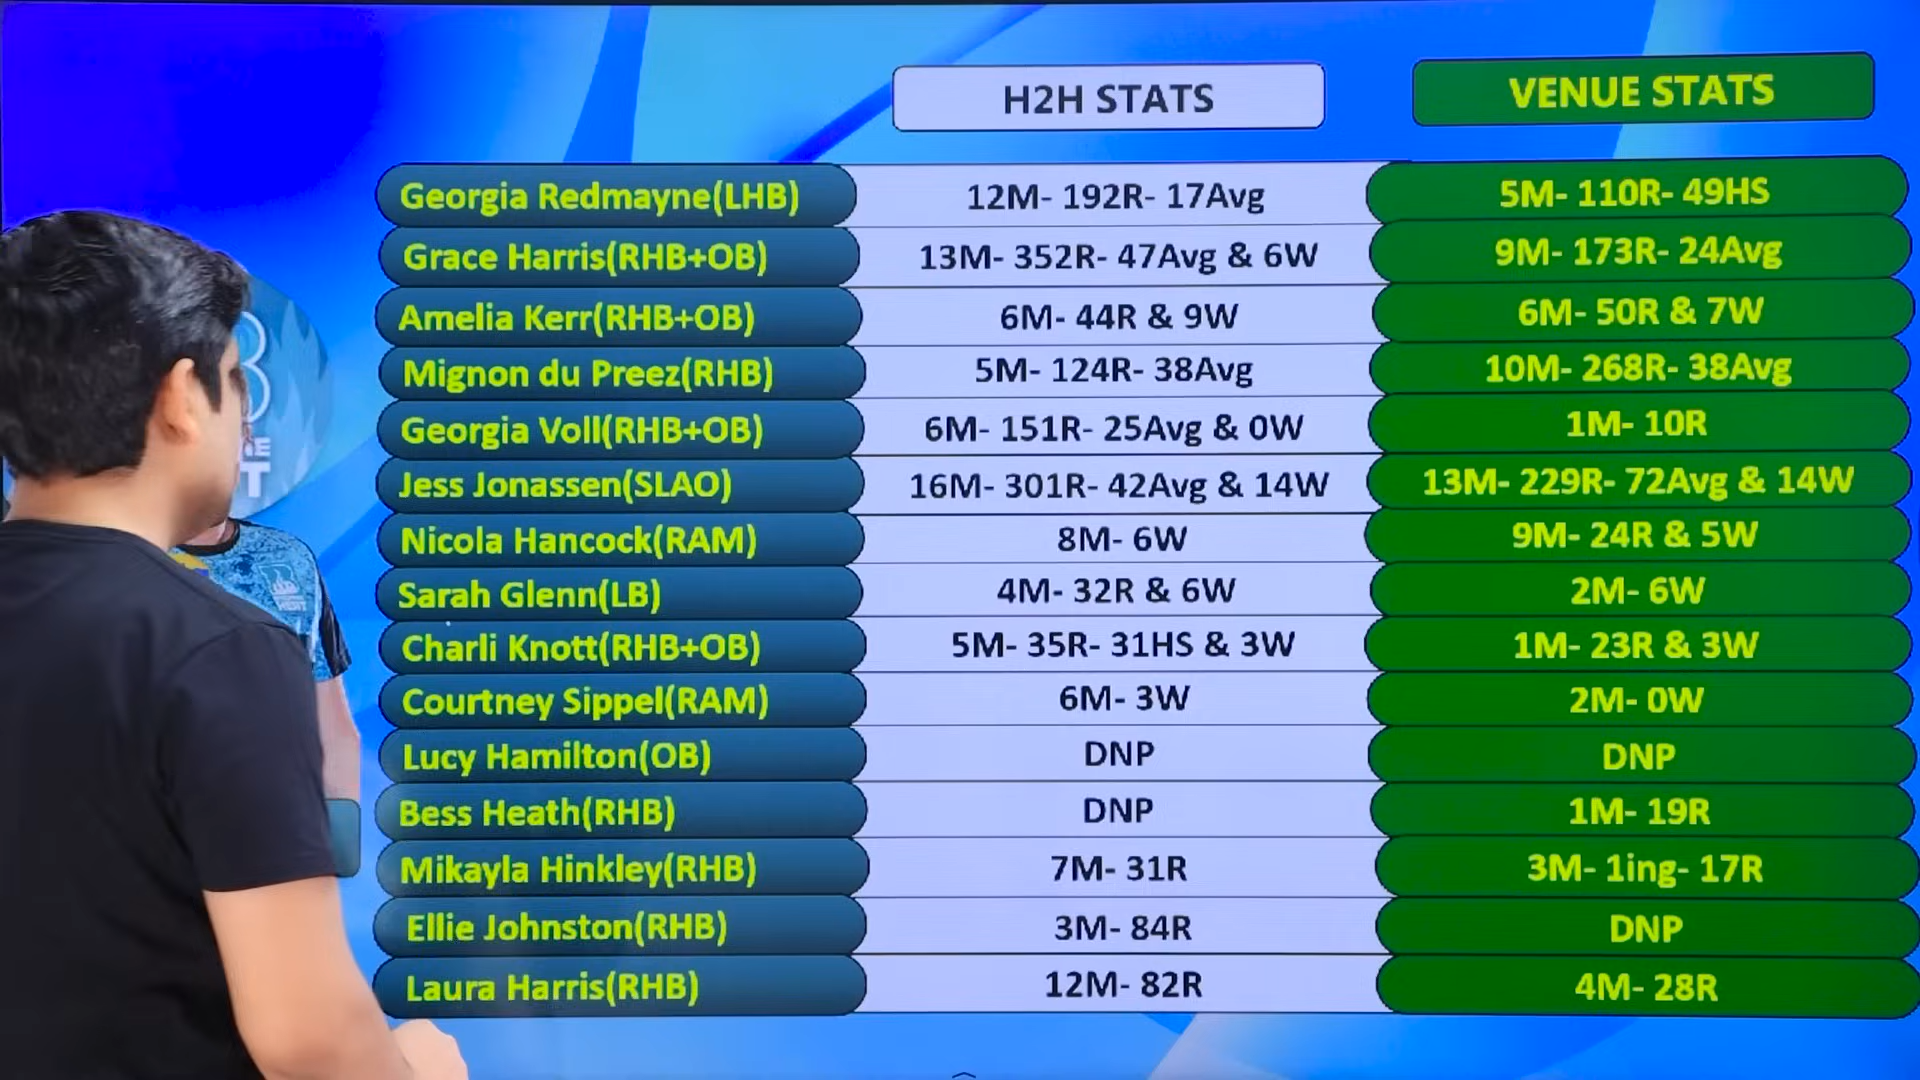 H2H STATS VENUE STATS
Georgia Redmayne(LHB) 12M- 192R- 17Avg 5M- 110R- 49HS
Grace Harris(RHB+OB) 13M- 352R- 47Avg & 6W 9M- 173R- 24Avg
Amelia Kerr(RHB+OB) 6M- 44R & 9W 6M- 50R & 7W
Mignon du Preez(RHB) 5M- 124R- 38Avg 10M- 268R- 38Avg
Georgia Voll(RHB+OB) 6M- 151R- 25Avg & 0W 1M- 10R
Jess Jonassen(SLAO) 16M- 301R- 42Avg & 14W 13M- 229R- 72Avg & 14W
Nicola Hancock(RAM) 8M- 6W 9M- 24R & 5W
Sarah Glenn(LB) 4M- 32R & 6W 2M- 6W
Charli Knott(RHB+OB) 5M- 35R- 31HS & 3W 1M- 23R & 3W
Courtney Sippel(RAM) 6M- 3W 2M- 0W
Lucy Hamilton(OB) DNP DNP
Bess Heath(RHB) DNP 1M- 19R
Mikayla Hinkley(RHB) 7M- 31R 3M- 1ing- 17R
Ellie Johnston(RHB) 3M- 84R DNP
Laura Harris(RHB) 12M- 82R 4M- 28R